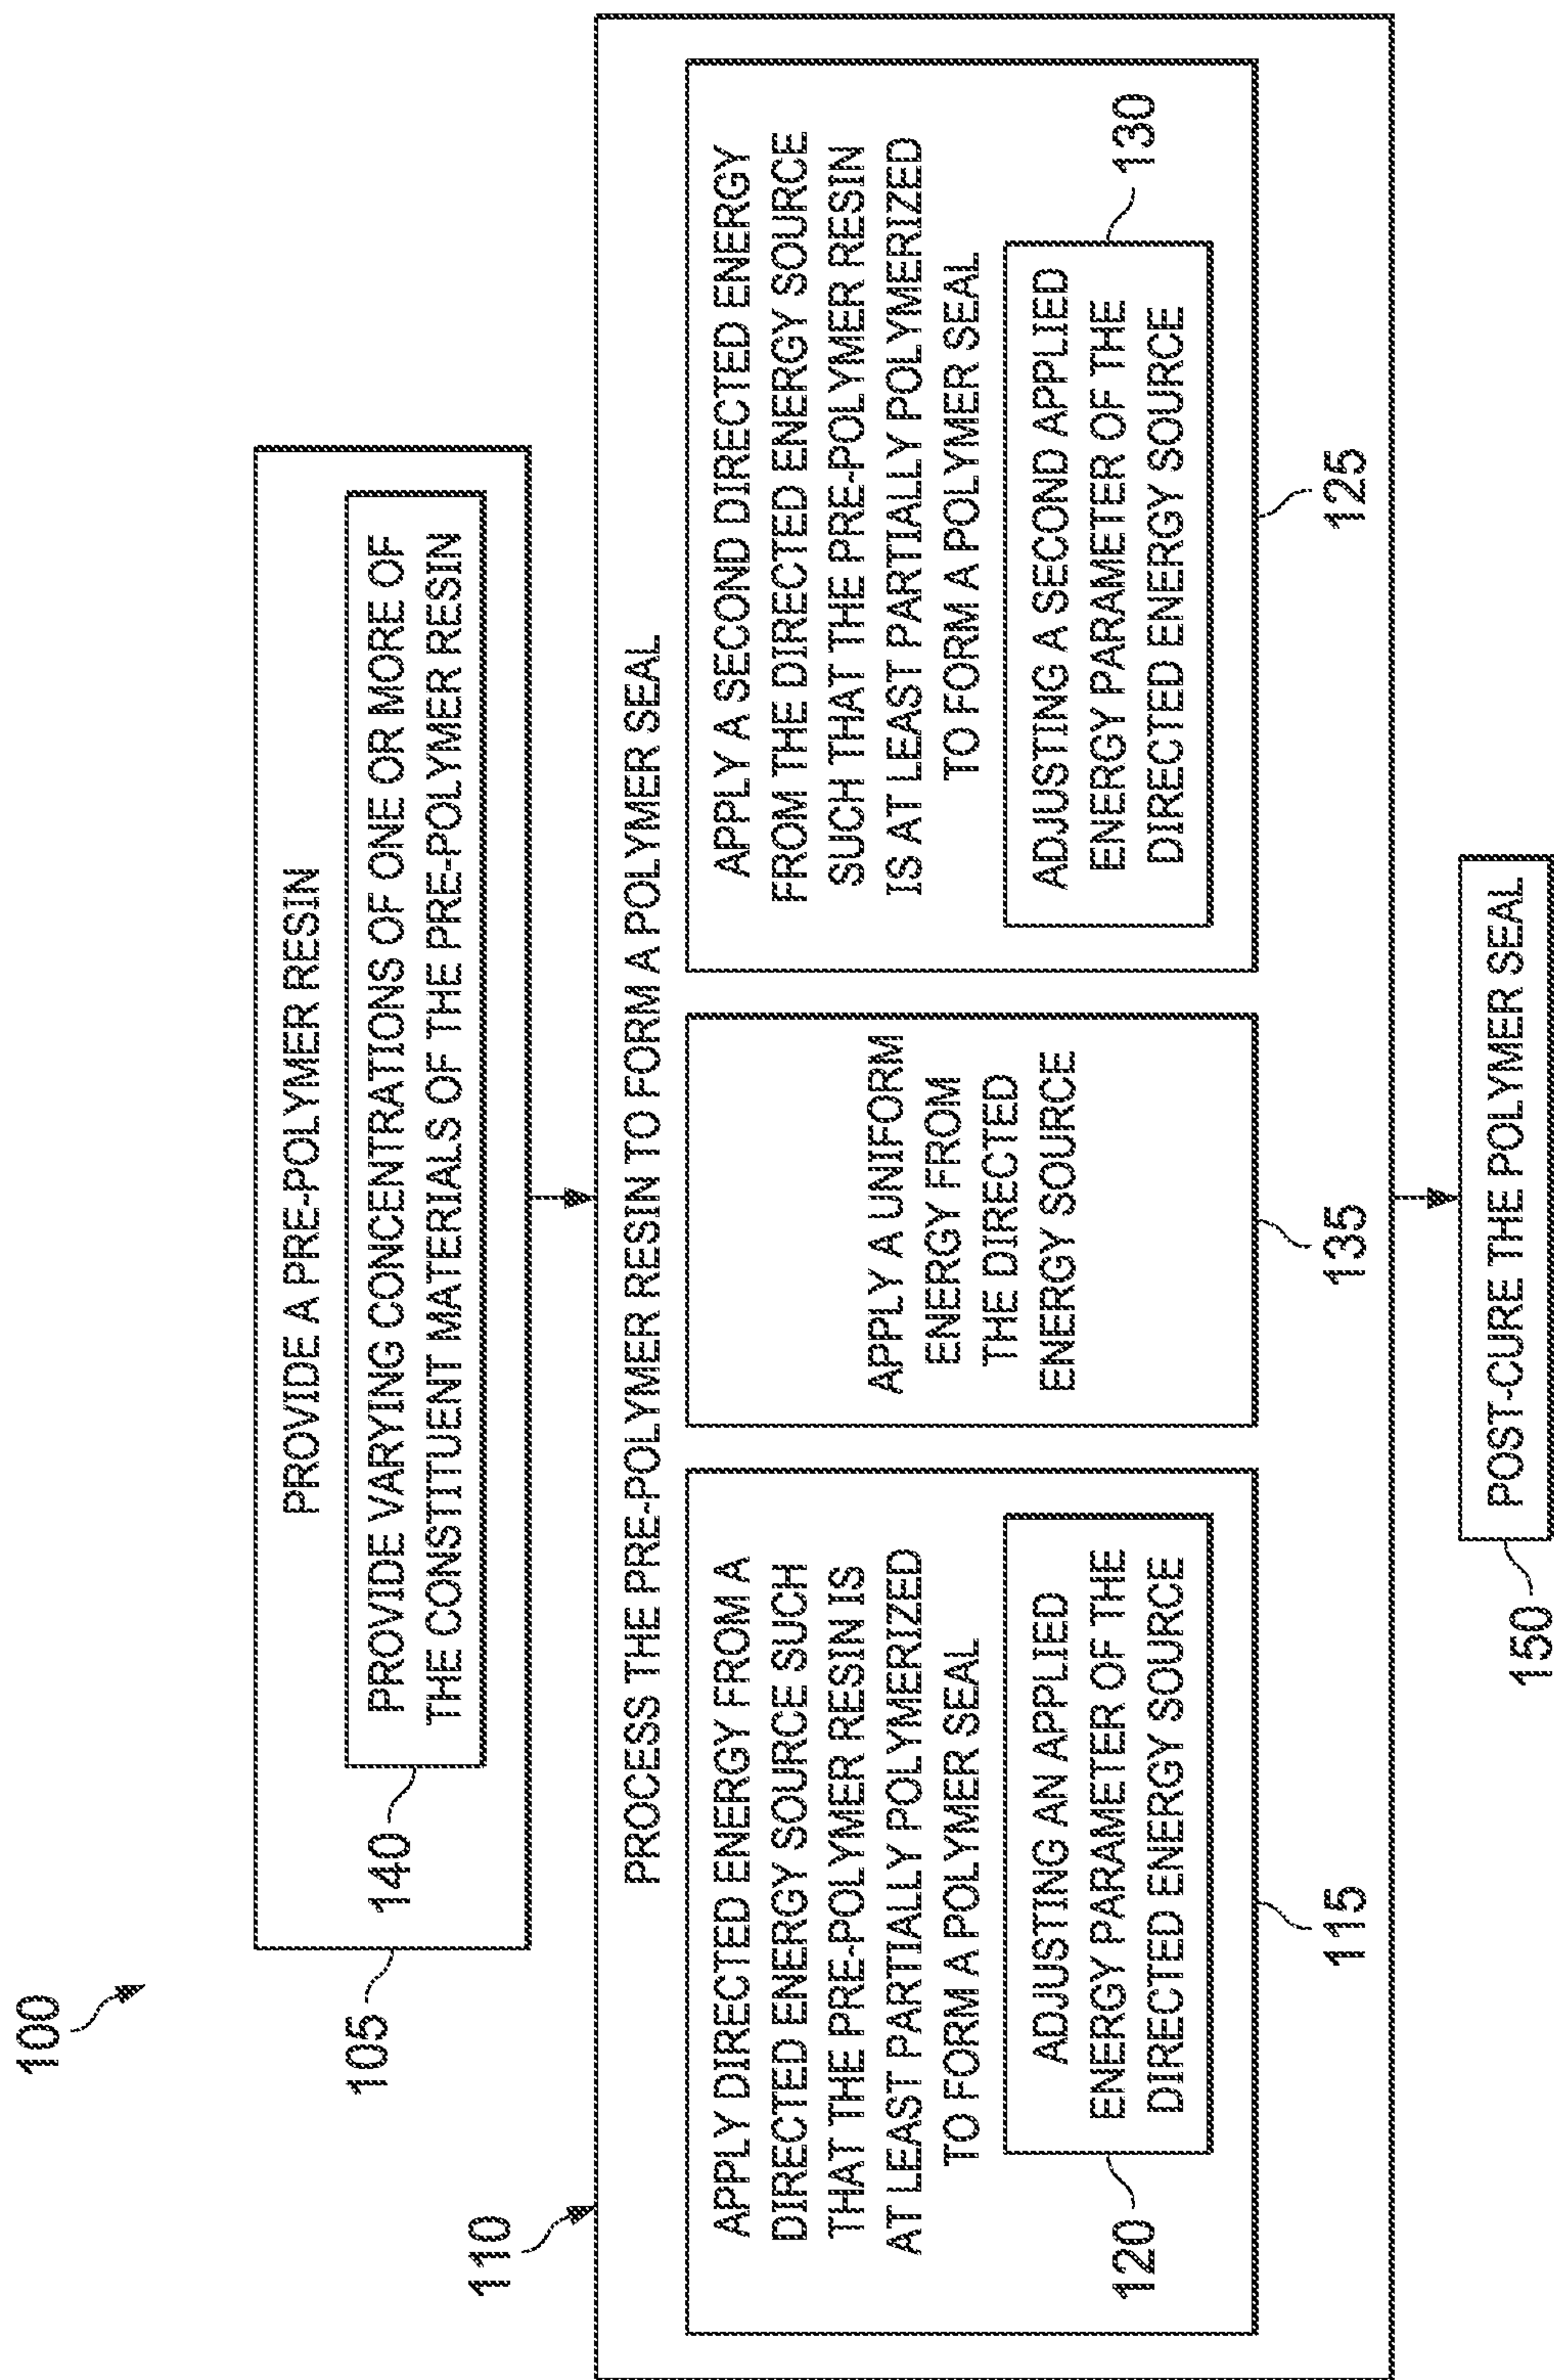 100
105
PROVIDE A PRE-POLYMER RESIN
140
PROVIDE VARYING CONCENTRATIONS OF ONE OR MORE OF
THE CONSTITUENT MATERIALS OF THE PRE-POLYMER RESIN
110
PROCESS THE PRE-POLYMER RESIN TO FORM A POLYMER SEAL
APPLY DIRECTED ENERGY FROM A
DIRECTED ENERGY SOURCE SUCH
THAT THE PRE-POLYMER RESIN IS
AT LEAST PARTIALLY POLYMERIZED
TO FORM A POLYMER SEAL
120
ADJUSTING AN APPLIED
ENERGY PARAMETER OF THE
DIRECTED ENERGY SOURCE
115
APPLY A UNIFORM
ENERGY FROM
THE DIRECTED
ENERGY SOURCE
135
APPLY A SECOND DIRECTED ENERGY
FROM THE DIRECTED ENERGY SOURCE
SUCH THAT THE PRE-POLYMER RESIN
IS AT LEAST PARTIALLY POLYMERIZED
TO FORM A POLYMER SEAL
ADJUSTING A SECOND APPLIED
ENERGY PARAMETER OF THE
DIRECTED ENERGY SOURCE
130
125
150
POST-CURE THE POLYMER SEAL